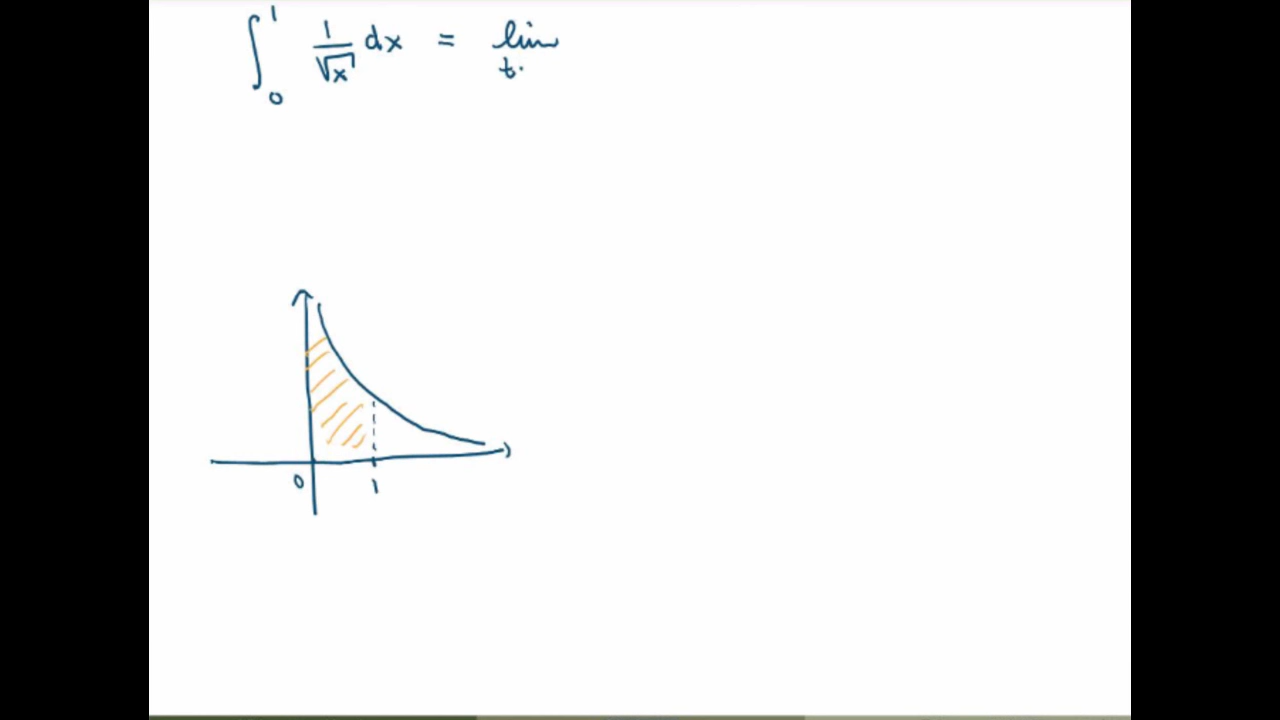 ∫₀¹ 1/√x dx = lim t.
0 1